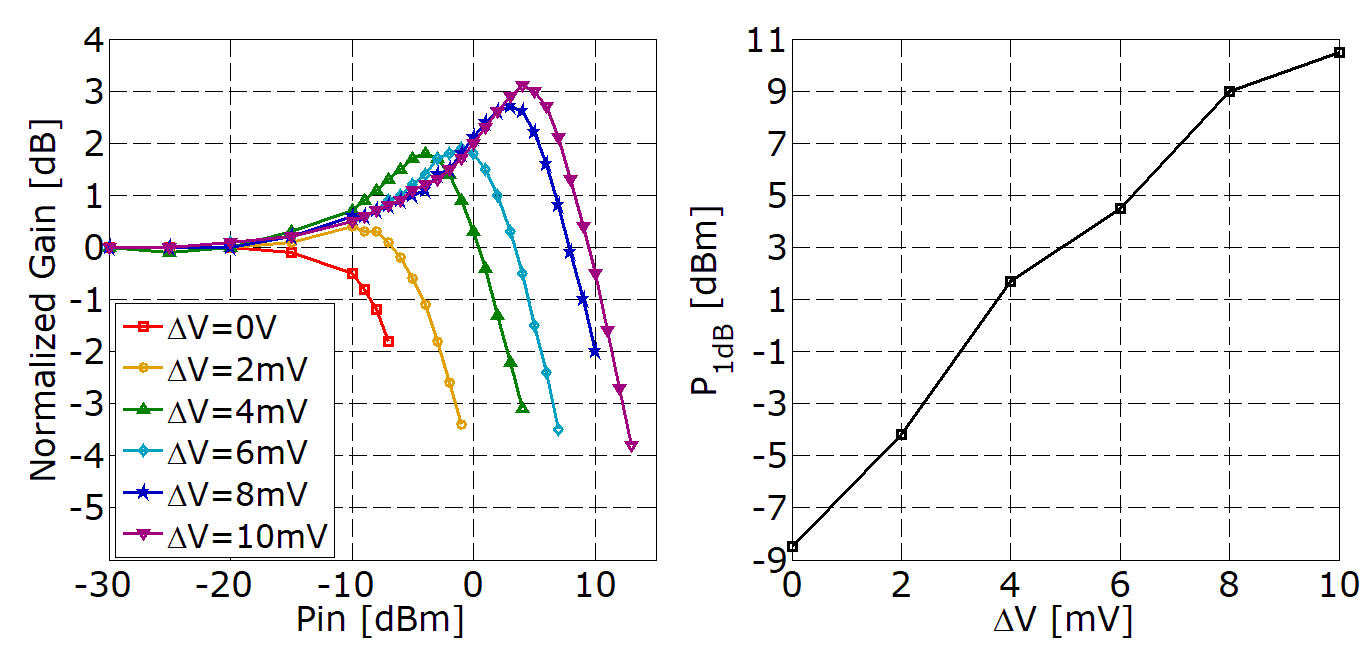 4
3
2
1
0
-1
-2
-3
-4
-5
Normalized Gain [dB]
ΔV=0V
ΔV=2mV
ΔV=4mV
ΔV=6mV
ΔV=8mV
ΔV=10mV
-30 -20 -10 0 10
Pin [dBm]
11
9
7
5
3
1
-1
-3
-5
-7
-9
P1dB [dBm]
0 2 4 6 8 10
ΔV [mV]